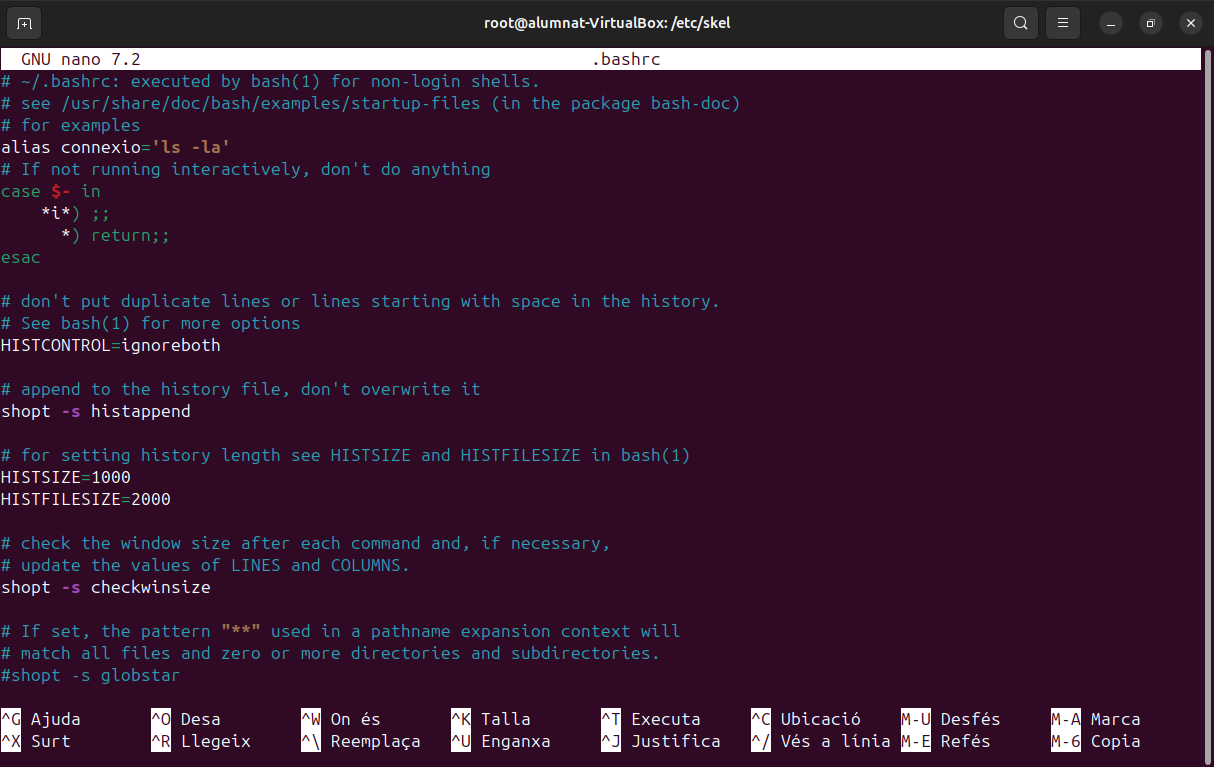 root@alumnat-VirtualBox: /etc/skel
GNU nano 7.2 .bashrc
# ~/.bashrc: executed by bash(1) for non-login shells.
# see /usr/share/doc/bash/examples/startup-files (in the package bash-doc)
# for examples
alias connexio='ls -la'
# If not running interactively, don't do anything
case $- in
    *i*) ;;
      *) return;;
esac

# don't put duplicate lines or lines starting with space in the history.
# See bash(1) for more options
HISTCONTROL=ignoreboth

# append to the history file, don't overwrite it
shopt -s histappend

# for setting history length see HISTSIZE and HISTFILESIZE in bash(1)
HISTSIZE=1000
HISTFILESIZE=2000

# check the window size after each command and, if necessary,
# update the values of LINES and COLUMNS.
shopt -s checkwinsize

# If set, the pattern "**" used in a pathname expansion context will
# match all files and zero or more directories and subdirectories.
#shopt -s globstar

^G Ajuda ^O Desa ^W On és ^K Talla ^T Executa ^C Ubicació M-U Desfés M-A Marca
^X Surt ^R Llegeix ^\ Reemplaça ^U Enganxa ^J Justifica ^/ Vés a línia M-E Refés M-6 Copia